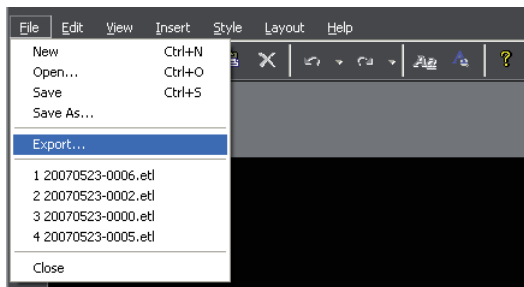 File Edit View Insert Style Layout Help
New Ctrl+N
Open... Ctrl+O
Save Ctrl+S
Save As...
Export...
1 20070523-0006.etl
2 20070523-0002.etl
3 20070523-0000.etl
4 20070523-0005.etl
Close